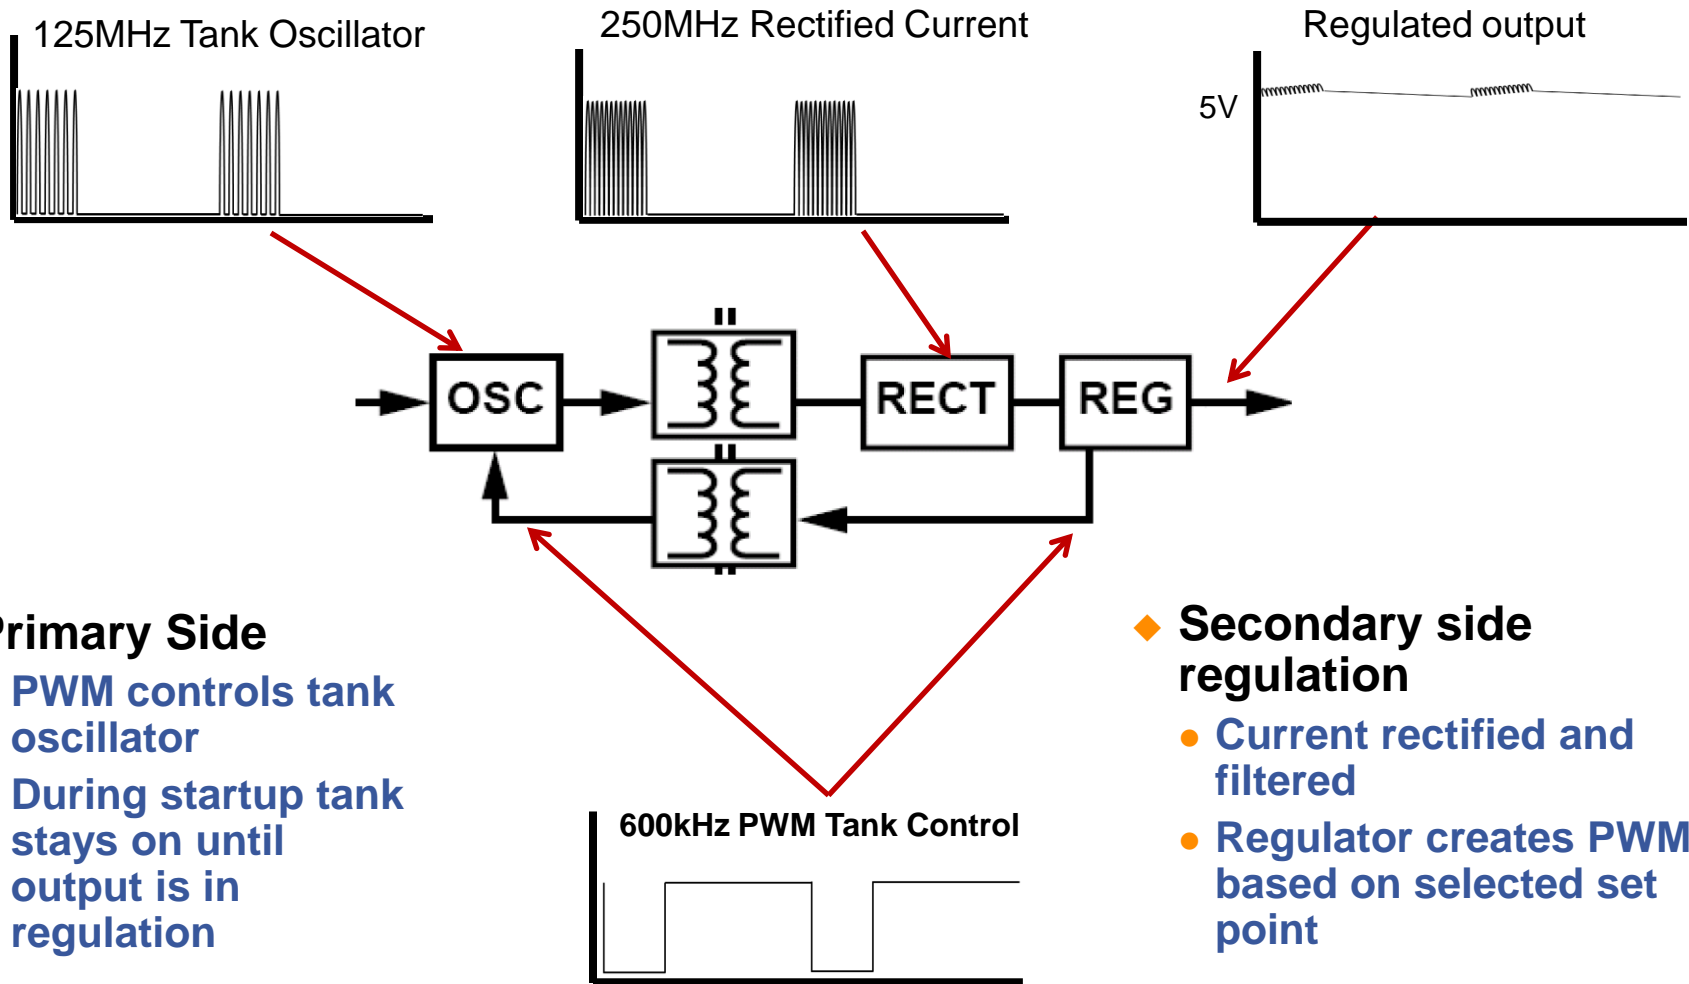 125MHz Tank Oscillator
250MHz Rectified Current
Regulated output
5V
OSC
RECT
REG
Primary Side
PWM controls tank
oscillator
During startup tank
stays on until
output is in
regulation
600kHz PWM Tank Control
Secondary side
regulation
Current rectified and
filtered
Regulator creates PWM
based on selected set
point